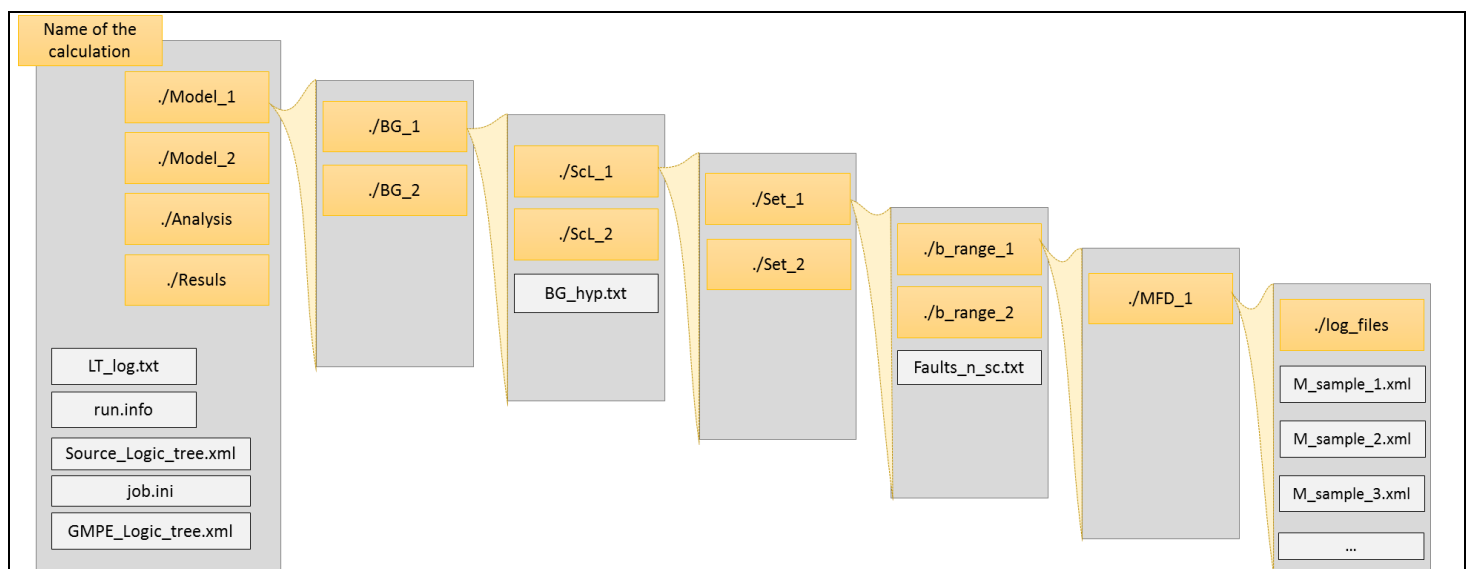 Name of the
calculation
./Model_1
./Model_2
./Analysis
./Resuls
LT_log.txt
run.info
Source_Logic_tree.xml
job.ini
GMPE_Logic_tree.xml
./BG_1
./BG_2
./ScL_1
./ScL_2
BG_hyp.txt
./Set_1
./Set_2
./b_range_1
./b_range_2
Faults_n_sc.txt
./MFD_1
./log_files
M_sample_1.xml
M_sample_2.xml
M_sample_3.xml
...